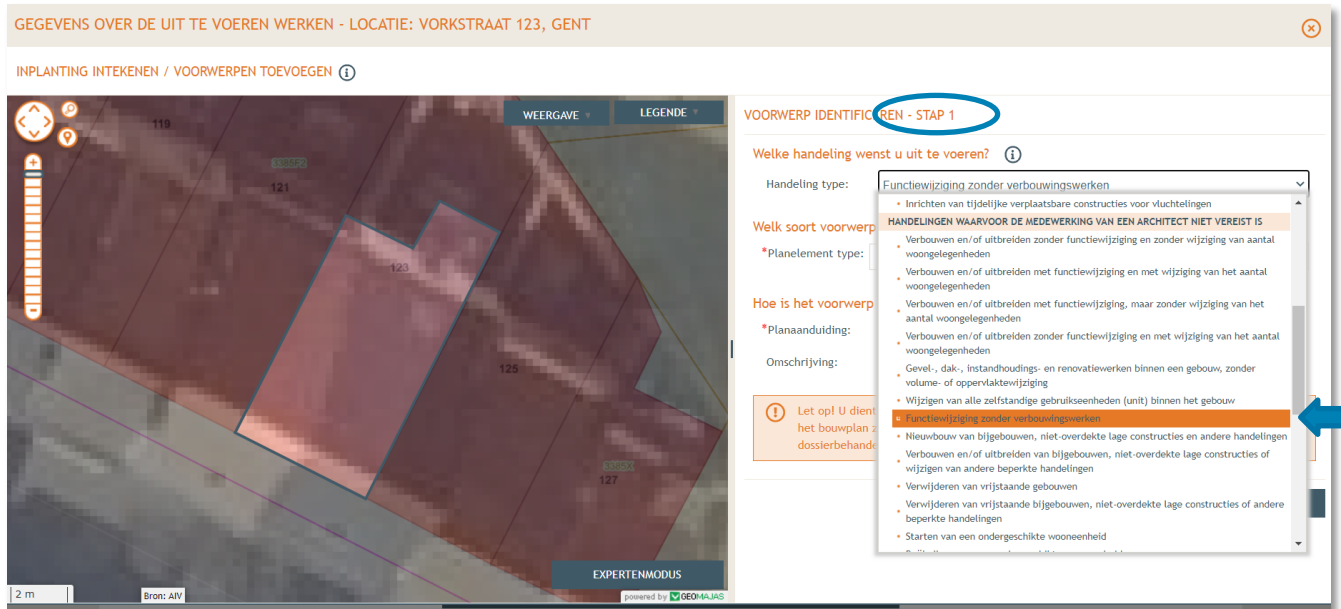 GEGEVENS OVER DE UIT TE VOEREN WERKEN - LOCATIE: VORKSTRAAT 123, GENT
INPLANTING INTEKENEN / VOORWERPEN TOEVOEGEN
WEERGAVE
LEGENDE
119
3385F2
121
123
125
3385X
127
2 m
Bron: AIV
EXPERTENMODUS
powered by GEOMAJAS
VOORWERP IDENTIFICEREN - STAP 1
Welke handeling wenst u uit te voeren?
Handeling type:
Functiewijziging zonder verbouwingswerken
Inrichten van tijdelijke verplaatsbare constructies voor vluchtelingen
HANDELINGEN WAARVOOR DE MEDEWERKING VAN EEN ARCHITECT NIET VEREIST IS
Verbouwen en/of uitbreiden zonder functiewijziging en zonder wijziging van aantal
woongelegenheden
Verbouwen en/of uitbreiden met functiewijziging en met wijziging van het aantal
woongelegenheden
Verbouwen en/of uitbreiden met functiewijziging, maar zonder wijziging van het
aantal woongelegenheden
Verbouwen en/of uitbreiden zonder functiewijziging en met wijziging van het aantal
woongelegenheden
Gevel-, dak-, instandhoudings- en renovatiewerken binnen een gebouw, zonder
volume- of oppervlaktewijziging
Wijzigen van alle zelfstandige gebruikseenheden (unit) binnen het gebouw
Functiewijziging zonder verbouwingswerken
Nieuwbouw van bijgebouwen, niet-overdekte lage constructies en andere handelingen
Verbouwen en/of uitbreiden van bijgebouwen, niet-overdekte lage constructies of
wijzigen van andere beperkte handelingen
Verwijderen van vrijstaande gebouwen
Verwijderen van vrijstaande bijgebouwen, niet-overdekte lage constructies of andere
beperkte handelingen
Starten van een ondergeschikte wooneenheid
Welk soort voorwerp
*Planelement type:
Hoe is het voorwerp
*Planaanduiding:
Omschrijving:
Let op! U dient
het bouwplan
dossierbehande